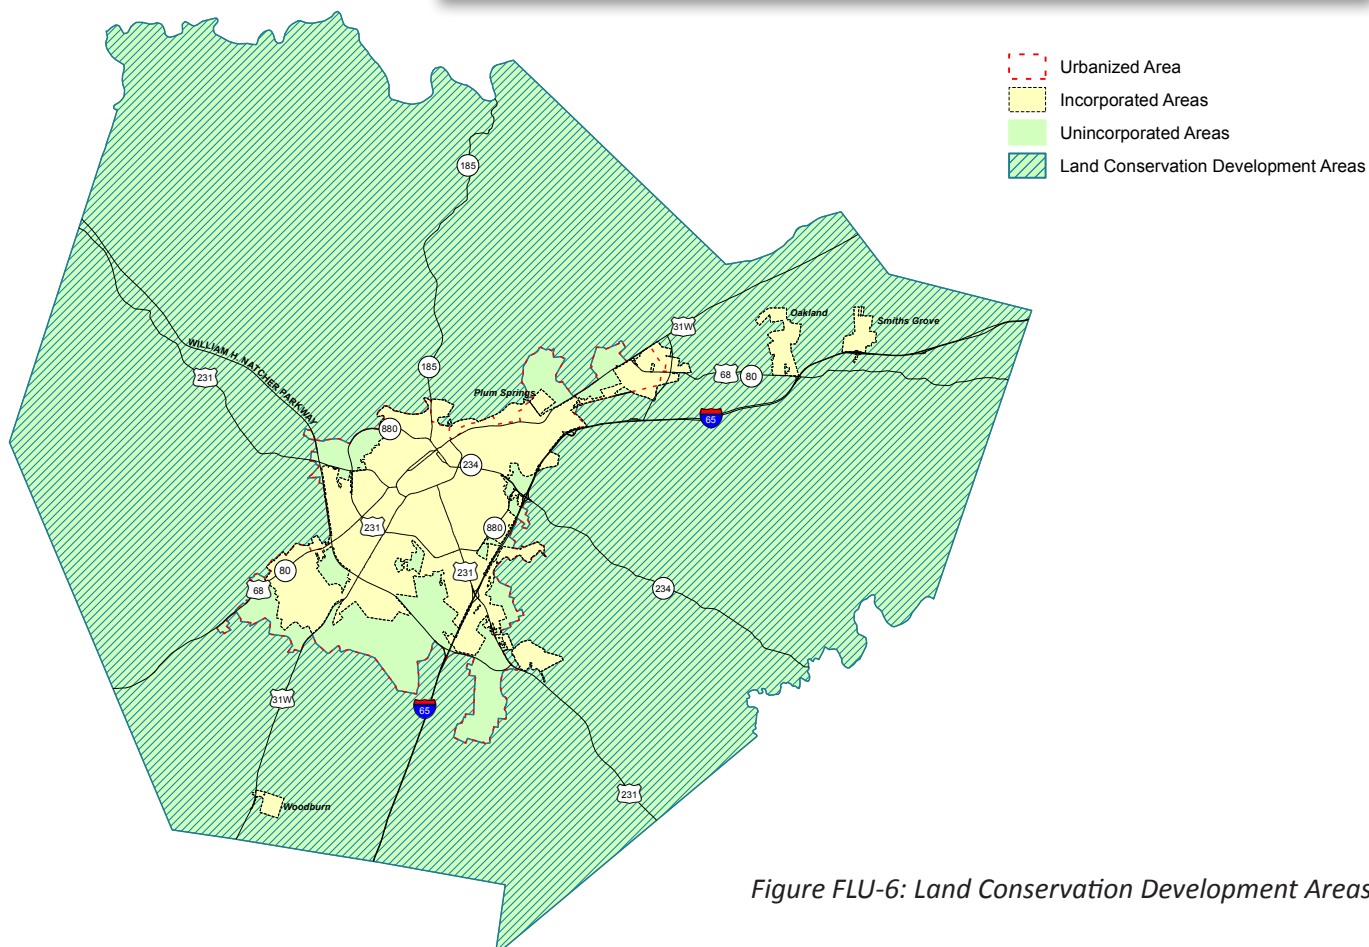 Urbanized Area
Incorporated Areas
Unincorporated Areas
Land Conservation Development Areas
185
31W
Oakland
Smiths Grove
WILLIAM H. NATCHER PARKWAY
231
185
68
80
Plum Springs
65
880
234
231
880
80
231
68
234
31W
65
231
Woodburn
Figure FLU-6: Land Conservation Development Areas